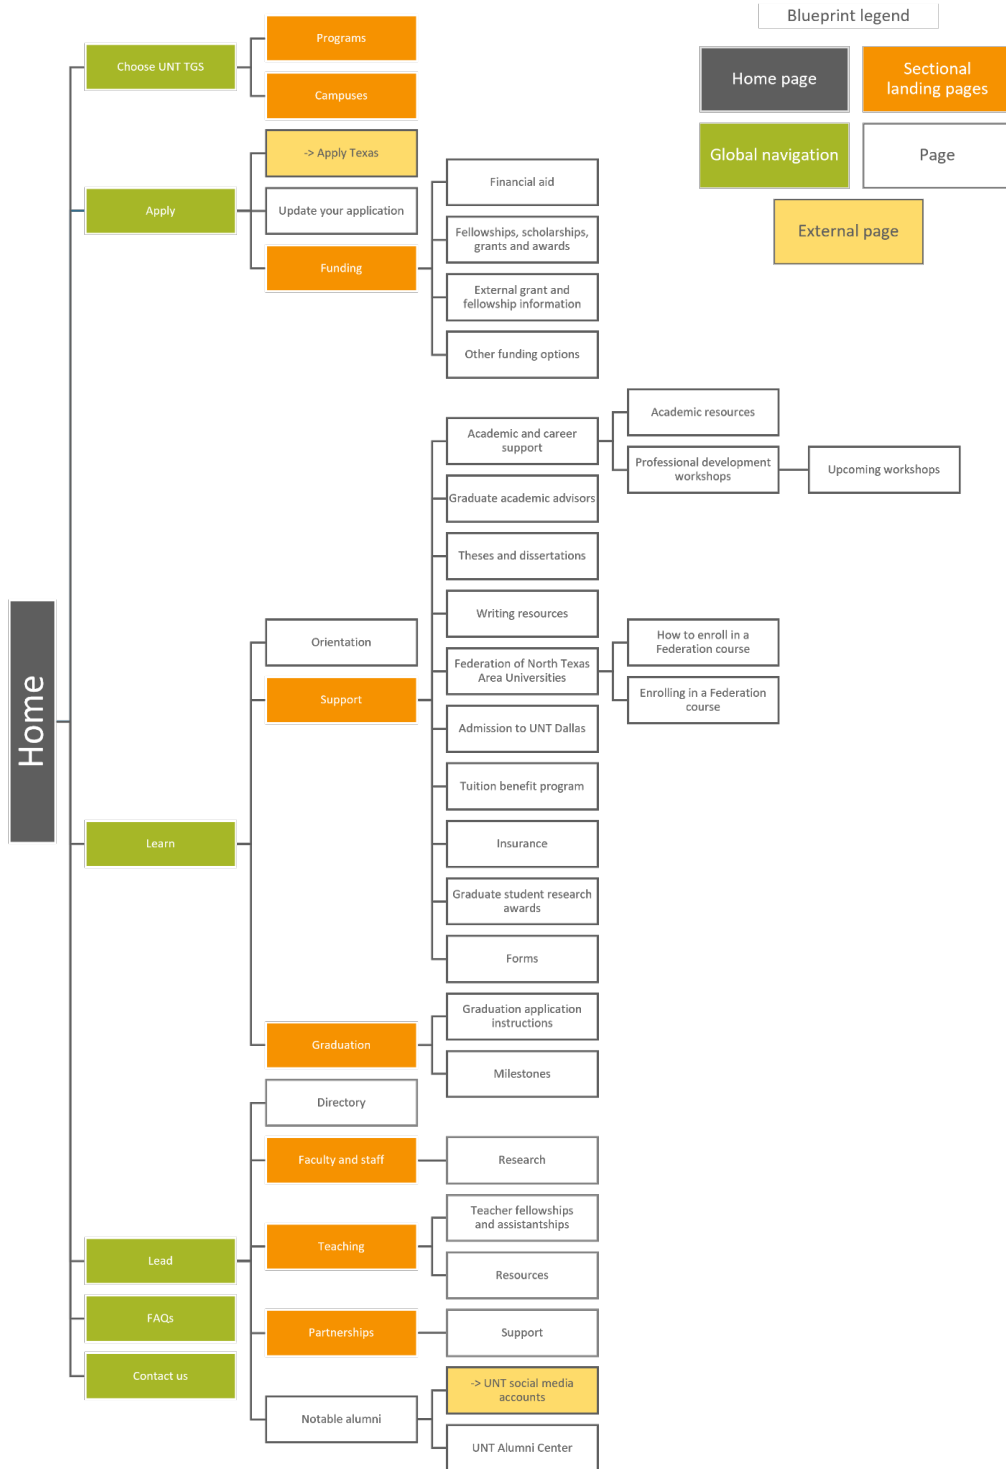 Blueprint legend
Home page
Sectional
landing pages
Global navigation
Page
External page
Home
Choose UNT TGS
Programs
Campuses
Apply
-> Apply Texas
Update your application
Funding
Financial aid
Fellowships, scholarships,
grants and awards
External grant and
fellowship information
Other funding options
Learn
Orientation
Support
Academic and career
support
Academic resources
Professional development
workshops
Upcoming workshops
Graduate academic advisors
Theses and dissertations
Writing resources
Federation of North Texas
Area Universities
How to enroll in a
Federation course
Enrolling in a Federation
course
Admission to UNT Dallas
Tuition benefit program
Insurance
Graduate student research
awards
Forms
Graduation
Graduation application
instructions
Milestones
Lead
Directory
Faculty and staff
Research
Teaching
Teacher fellowships
and assistantships
Resources
Partnerships
Support
Notable alumni
-> UNT social media
accounts
UNT Alumni Center
FAQs
Contact us